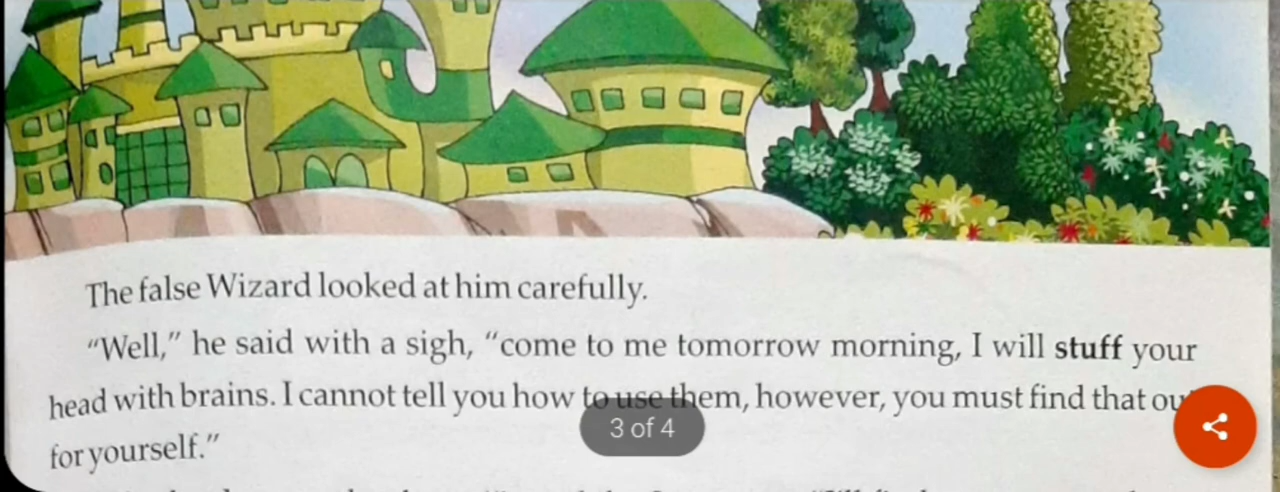 The false Wizard looked at him carefully.
“Well,” he said with a sigh, “come to me tomorrow morning, I will stuff your
head with brains. I cannot tell you how to use them, however, you must find that out
for yourself.”
3 of 4